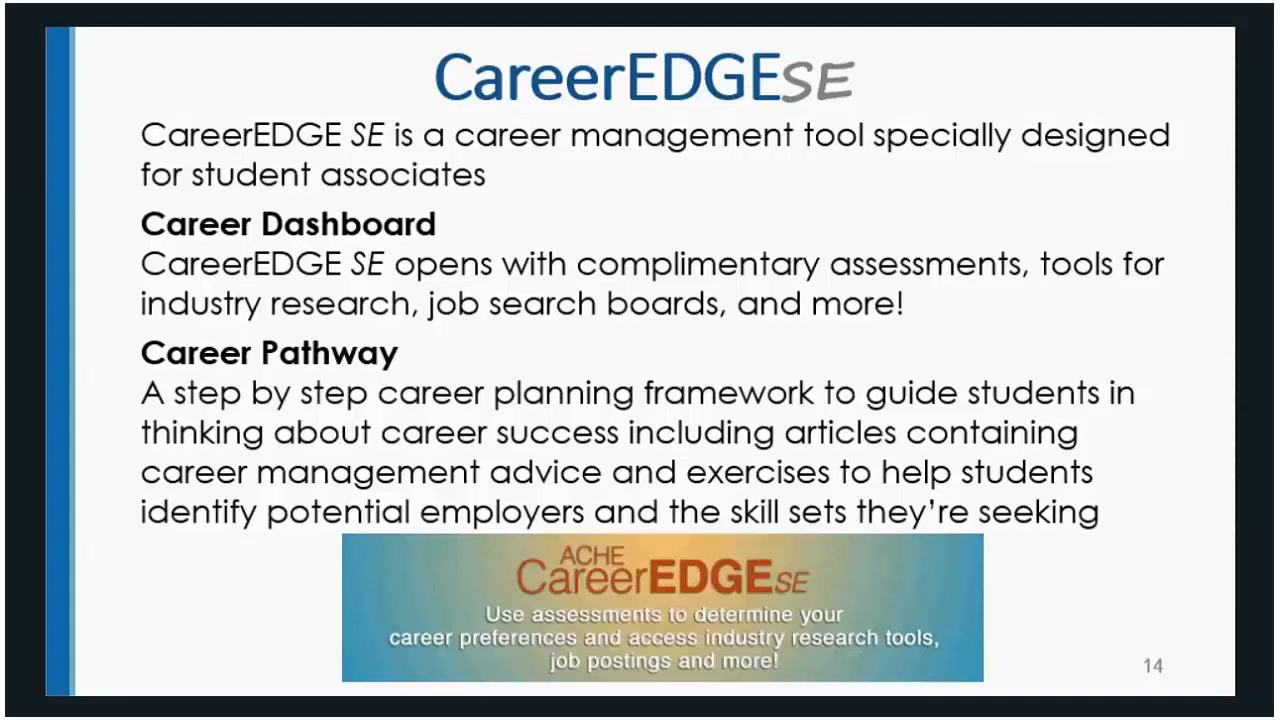 CareerEDGESE
CareerEDGE SE is a career management tool specially designed
for student associates
Career Dashboard
CareerEDGE SE opens with complimentary assessments, tools for
industry research, job search boards, and more!
Career Pathway
A step by step career planning framework to guide students in
thinking about career success including articles containing
career management advice and exercises to help students
identify potential employers and the skill sets they’re seeking
ACHE
CareerEDGESE
Use assessments to determine your
career preferences and access industry research tools,
job postings and more!
14